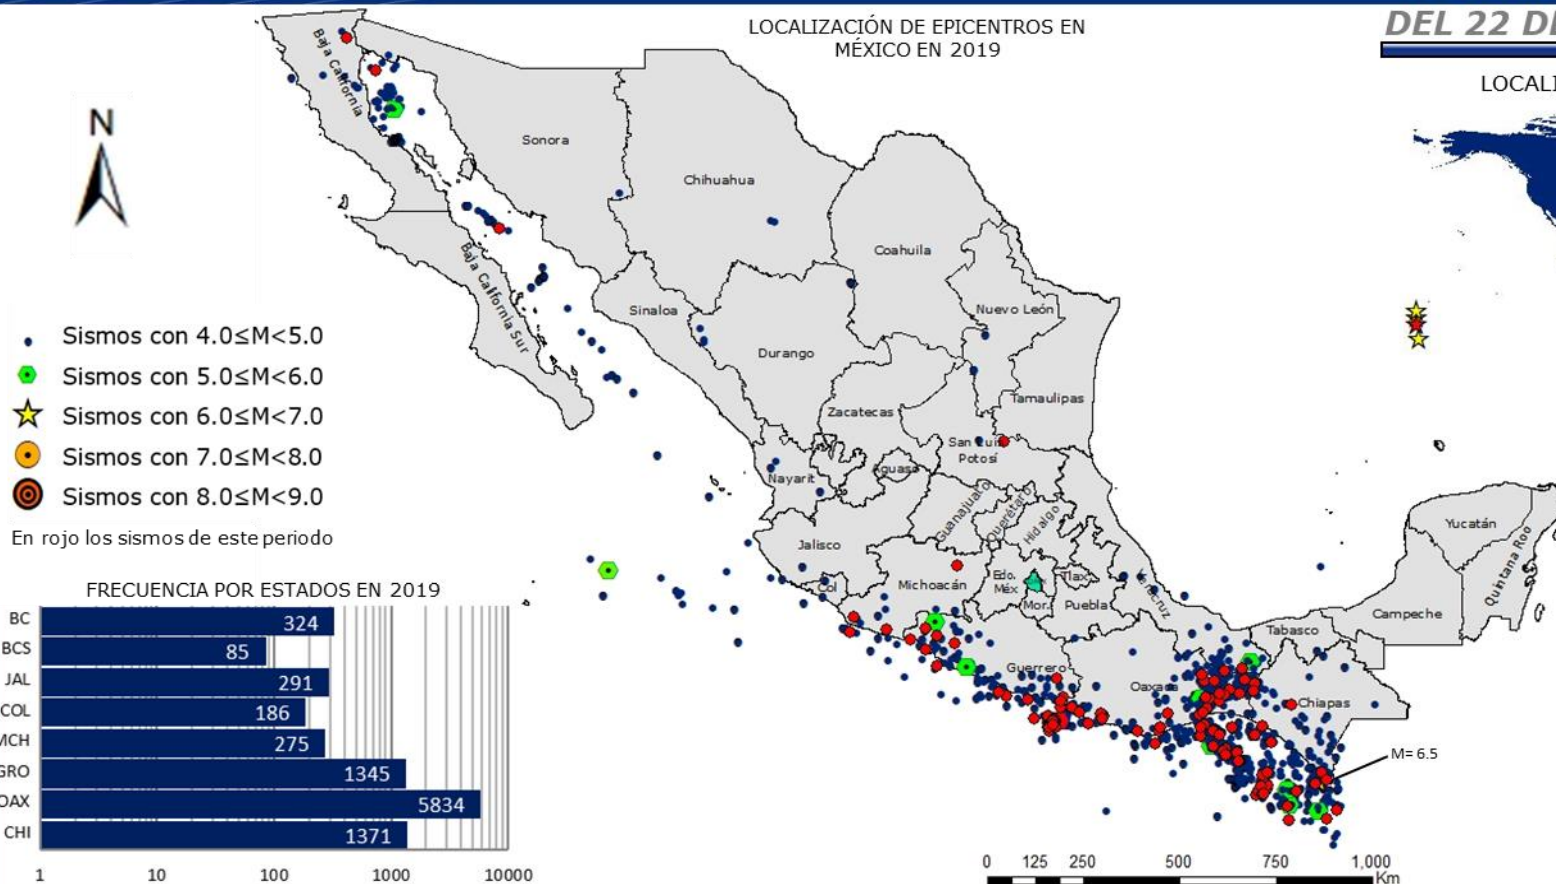 LOCALIZACIÓN DE EPICENTROS EN
MÉXICO EN 2019
DEL 22 DE
LOCALI
N
Baja California
Sonora
Chihuahua
Coahuila
Baja California Sur
Sinaloa
Nuevo León
Durango
Tamaulipas
Zacatecas
San Luis
Potosí
Nayarit
Aguasc
Guanajuato
Querétaro
Hidalgo
Yucatán
Quintana Roo
Jalisco
Michoacán
Edo.
Méx
Tlax
Veracruz
Col
Mor.
Puebla
Campeche
Tabasco
Guerrero
Oaxaca
Chiapas
M= 6.5
Sismos con 4.0≤M<5.0
Sismos con 5.0≤M<6.0
Sismos con 6.0≤M<7.0
Sismos con 7.0≤M<8.0
Sismos con 8.0≤M<9.0
En rojo los sismos de este periodo
FRECUENCIA POR ESTADOS EN 2019
BC 324
BCS 85
JAL 291
COL 186
MCH 275
GRO 1345
OAX 5834
CHI 1371
1 10 100 1000 10000
0 125 250 500 750 1,000
Km